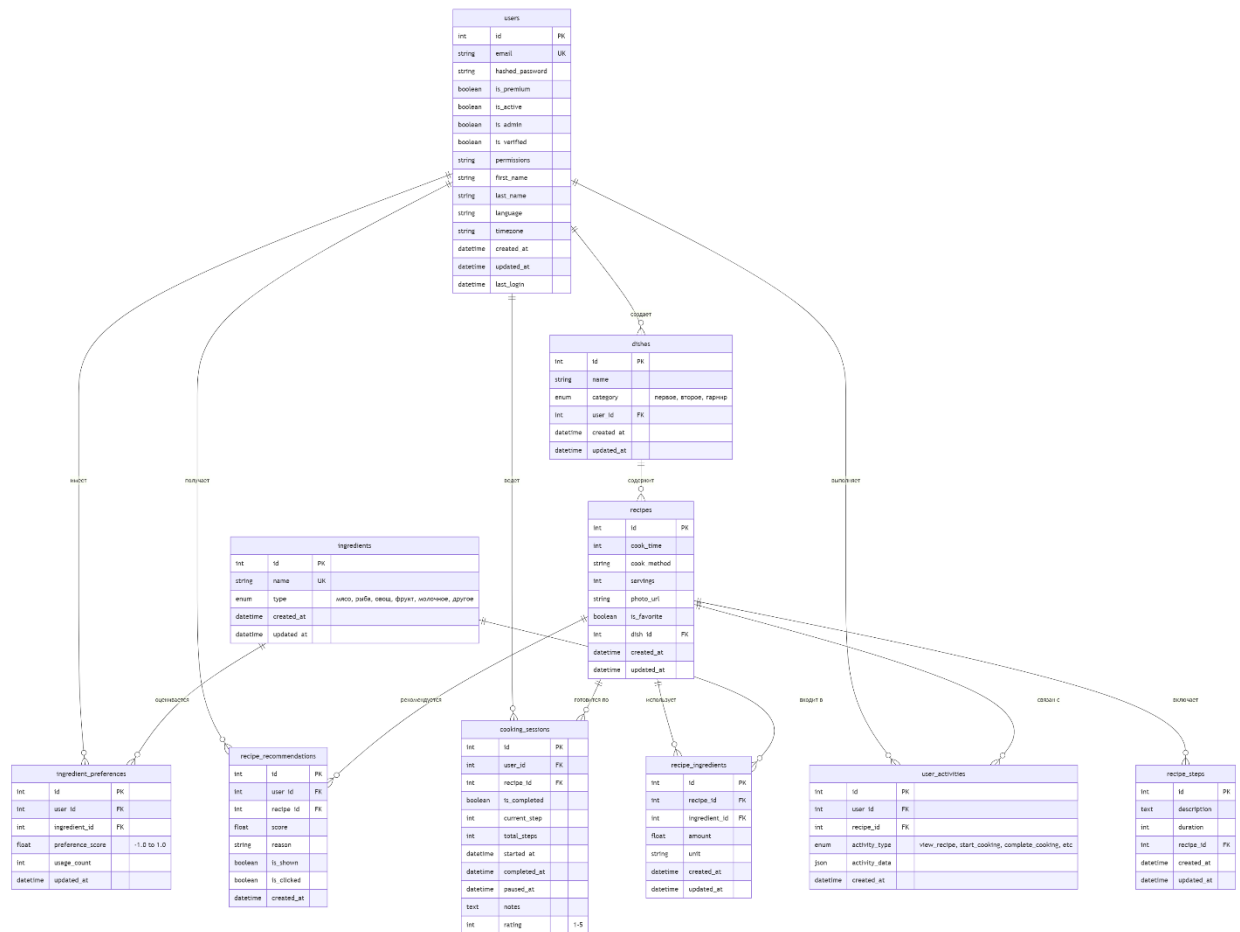 users
int id PK
string email UK
string hashed_password
boolean is_premium
boolean is_active
boolean is_admin
boolean is_verified
string permissions
string first_name
string last_name
string language
string timezone
datetime created_at
datetime updated_at
datetime last_login
создает
dishes
int id PK
string name
enum category первое, второе, гарнир
int user_id FK
datetime created_at
datetime updated_at
имеет
получает
ведет
содержит
выполняет
recipes
int id PK
int cook_time
string cook_method
int servings
string photo_url
boolean is_favorite
int dish_id FK
datetime created_at
datetime updated_at
ingredients
int id PK
string name UK
enum type мясо, рыба, овощ, фрукт, молочное, другое
datetime created_at
datetime updated_at
оценивается
рекомендуется
готовится по
использует
входит в
связан с
включает
ingredient_preferences
int id PK
int user_id FK
int ingredient_id FK
float preference_score -1.0 to 1.0
int usage_count
datetime updated_at
recipe_recommendations
int id PK
int user_id FK
int recipe_id FK
float score
string reason
boolean is_shown
boolean is_clicked
datetime created_at
cooking_sessions
int id PK
int user_id FK
int recipe_id FK
boolean is_completed
int current_step
int total_steps
datetime started_at
datetime completed_at
datetime paused_at
text notes
int rating 1-5
recipe_ingredients
int id PK
int recipe_id FK
int ingredient_id FK
float amount
string unit
datetime created_at
datetime updated_at
user_activities
int id PK
int user_id FK
int recipe_id FK
enum activity_type view_recipe, start_cooking, complete_cooking, etc
json activity_data
datetime created_at
recipe_steps
int id PK
text description
int duration
int recipe_id FK
datetime created_at
datetime updated_at